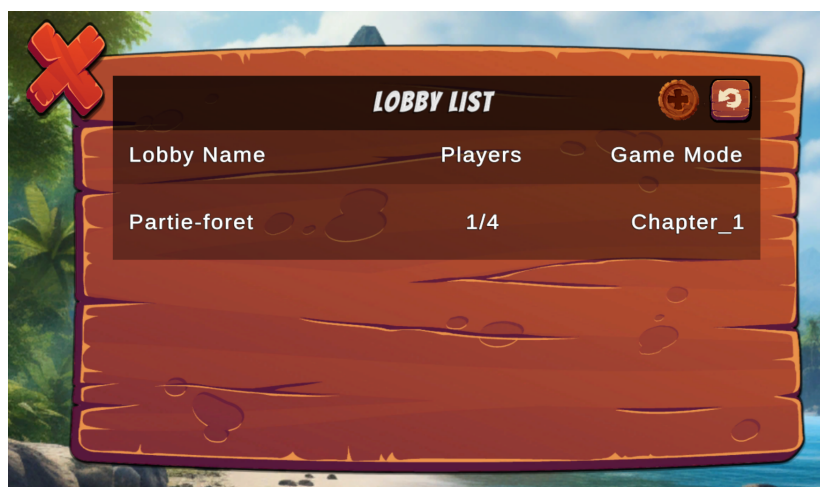 LOBBY LIST
Lobby Name Players Game Mode
Partie-foret 1/4 Chapter_1